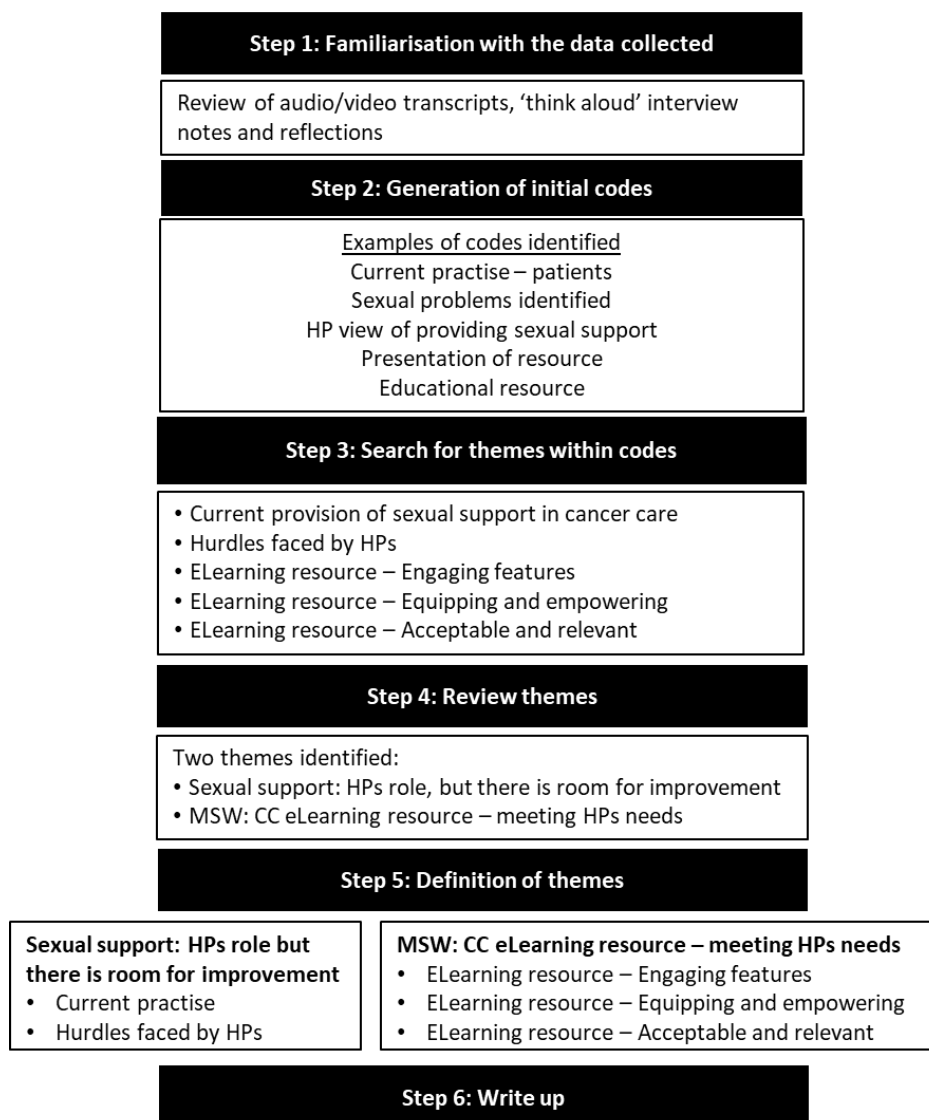 Step 1: Familiarisation with the data collected
Review of audio/video transcripts, ‘think aloud’ interview
notes and reflections
Step 2: Generation of initial codes
Examples of codes identified
Current practise – patients
Sexual problems identified
HP view of providing sexual support
Presentation of resource
Educational resource
Step 3: Search for themes within codes
• Current provision of sexual support in cancer care
• Hurdles faced by HPs
• ELearning resource – Engaging features
• ELearning resource – Equipping and empowering
• ELearning resource – Acceptable and relevant
Step 4: Review themes
Two themes identified:
• Sexual support: HPs role, but there is room for improvement
• MSW: CC eLearning resource – meeting HPs needs
Step 5: Definition of themes
Sexual support: HPs role but
there is room for improvement
• Current practise
• Hurdles faced by HPs
MSW: CC eLearning resource – meeting HPs needs
• ELearning resource – Engaging features
• ELearning resource – Equipping and empowering
• ELearning resource – Acceptable and relevant
Step 6: Write up